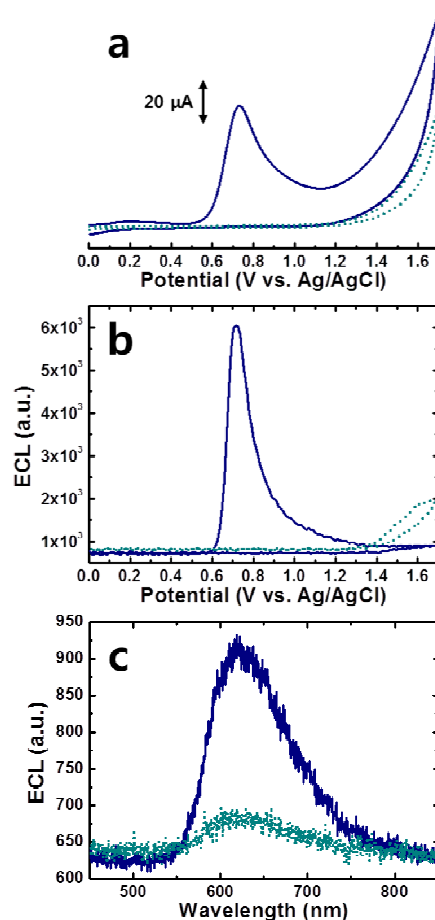 a
20 µA
0.0 0.2 0.4 0.6 0.8 1.0 1.2 1.4 1.6
Potential (V vs. Ag/AgCl)
b
ECL (a.u.)
6x10³
5x10³
4x10³
3x10³
2x10³
1x10³
0.0 0.2 0.4 0.6 0.8 1.0 1.2 1.4 1.6
Potential (V vs. Ag/AgCl)
c
ECL (a.u.)
950
900
850
800
750
700
650
600
500 600 700 800
Wavelength (nm)